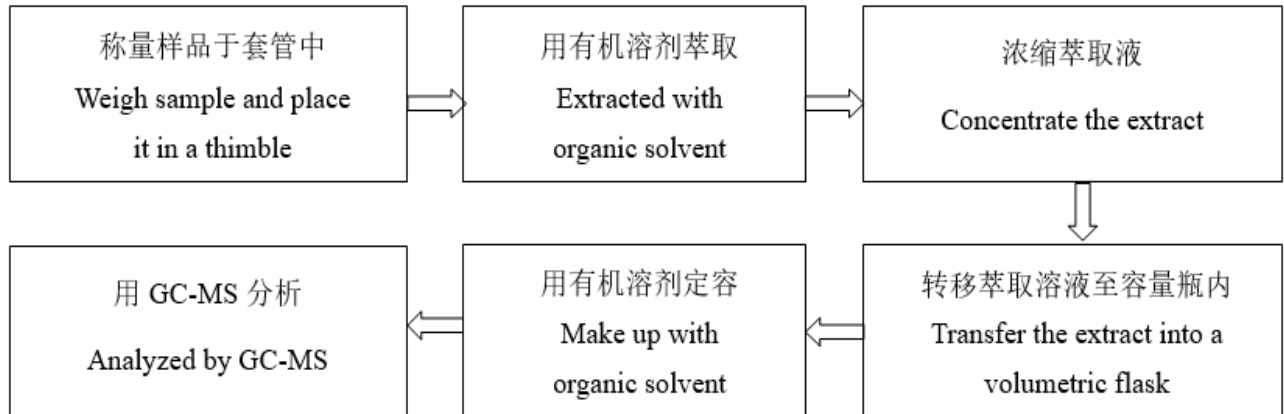 称量样品于套管中
Weigh sample and place
it in a thimble
用有机溶剂萃取
Extracted with
organic solvent
浓缩萃取液
Concentrate the extract
转移萃取溶液至容量瓶内
Transfer the extract into a
volumetric flask
用有机溶剂定容
Make up with
organic solvent
用 GC-MS 分析
Analyzed by GC-MS